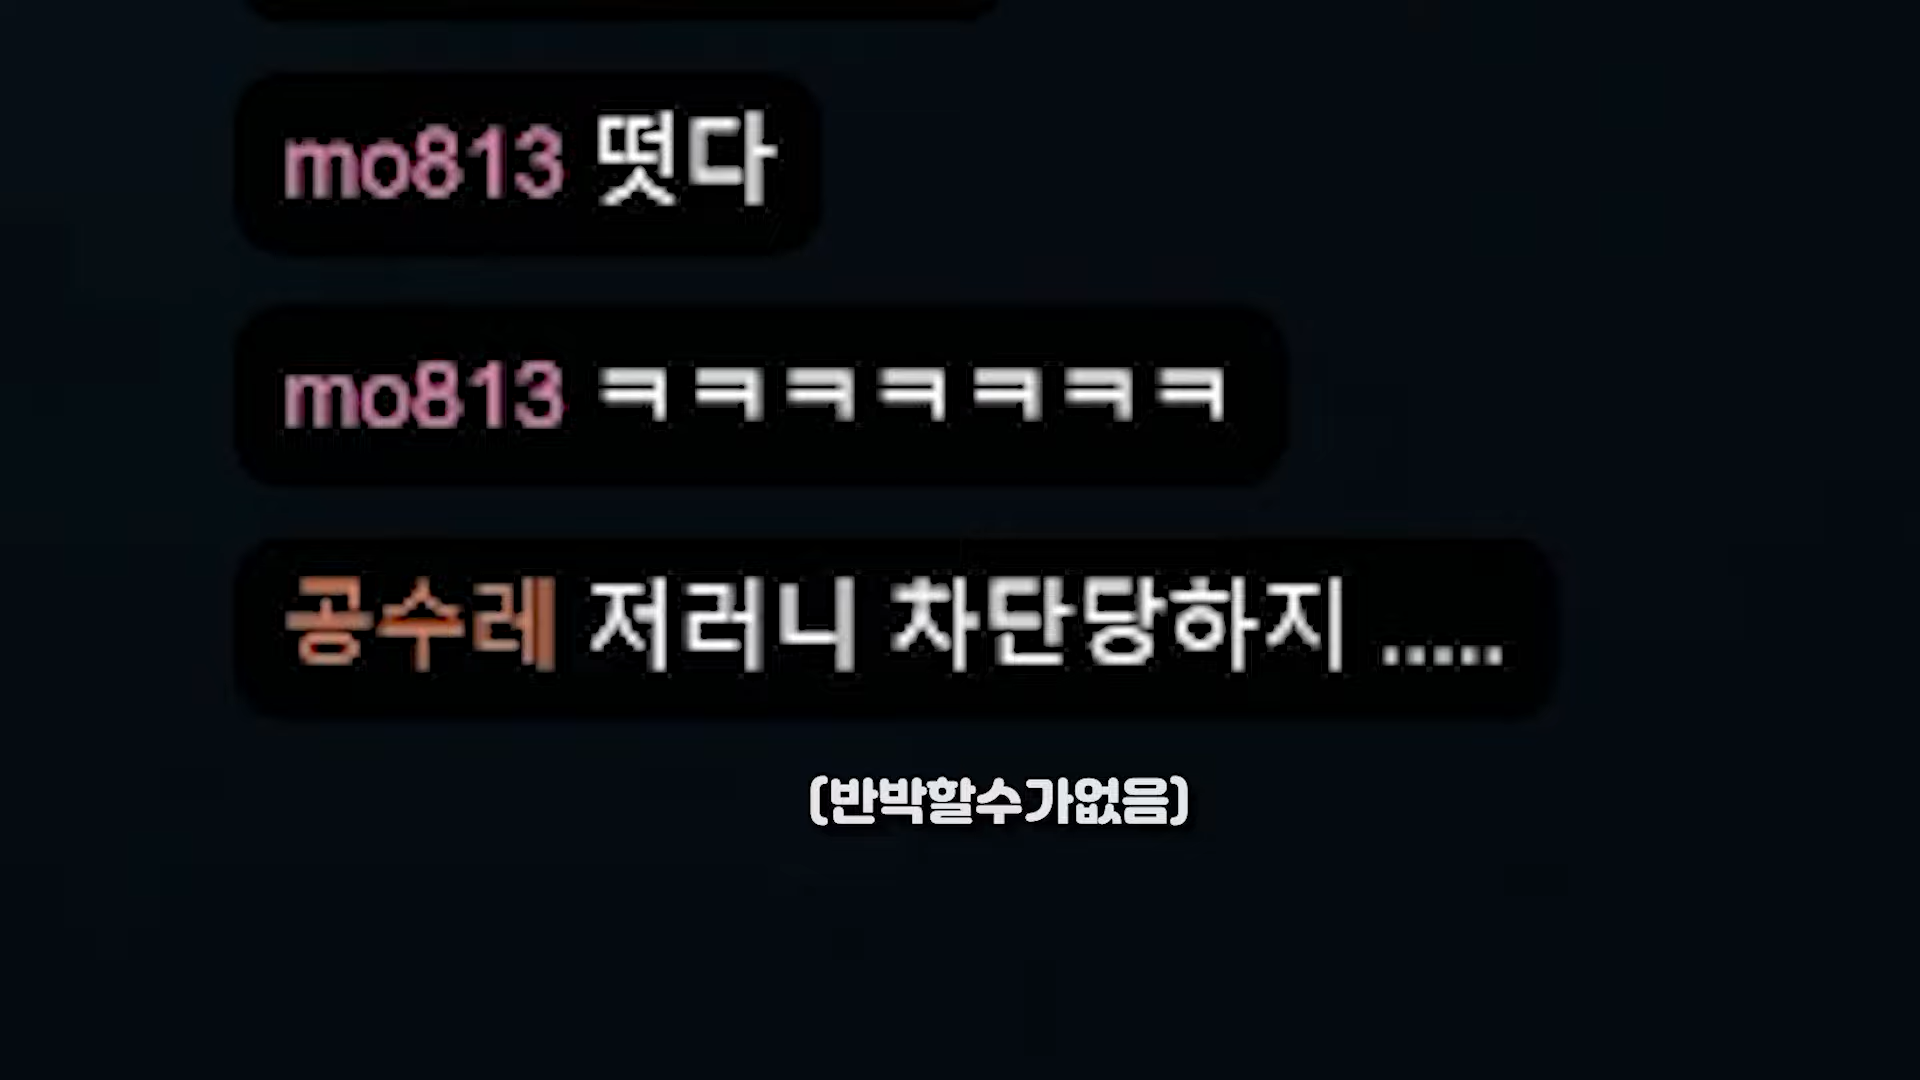 mo813 떳다
mo813 ㅋㅋㅋㅋㅋㅋㅋ
공수레 저러니 차단당하지 .....
(반박할수가없음)